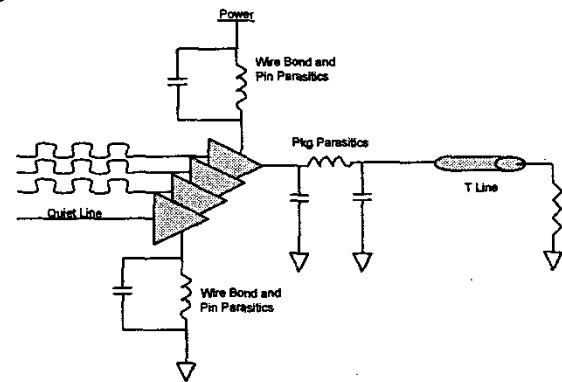 Power
Wire Bond and
Pin Parasitics
Pkg Parasitics
T Line
Quiet Line
Wire Bond and
Pin Parasitics